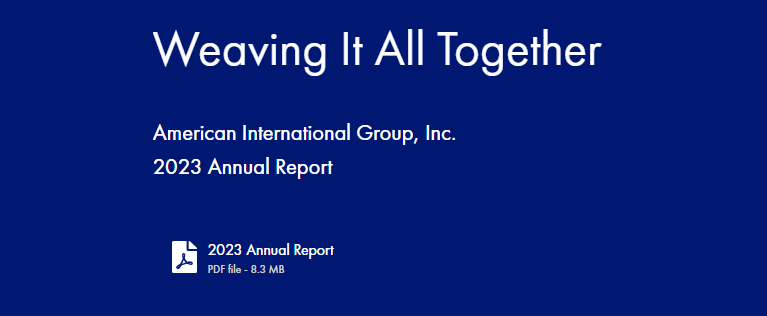 Weaving It All Together
American International Group, Inc.
2023 Annual Report
2023 Annual Report
PDF file - 8.3 MB